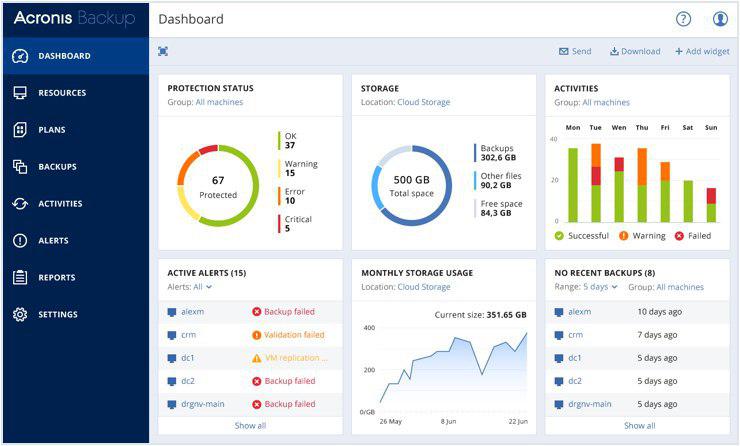 Acronis Backup
Dashboard
?
DASHBOARD
RESOURCES
PLANS
BACKUPS
ACTIVITIES
ALERTS
REPORTS
SETTINGS
Send Download + Add widget
PROTECTION STATUS
Group: All machines
67
Protected
OK
37
Warning
15
Error
10
Critical
5
STORAGE
Location: Cloud Storage
500 GB
Total space
Backups
302,6 GB
Other files
90,2 GB
Free space
84,3 GB
ACTIVITIES
Group: All machines
Mon Tue Wen Thu Fri Sat Sun
40
20
0
Successful Warning Failed
ACTIVE ALERTS (15)
Alerts: All
alexm Backup failed
crm Validation failed
dc1 VM replication ...
dc2 Backup failed
drgnv-main Backup failed
Show all
MONTHLY STORAGE USAGE
Location: Cloud Storage
Current size: 351.65 GB
400
200
0/GB
26 May 8 Jun 22 Jun
NO RECENT BACKUPS (8)
Range: 5 days Group: All machines
alexm 10 days ago
crm 7 days ago
dc1 5 days ago
dc2 5 days ago
drgnv-main 5 days ago
Show all